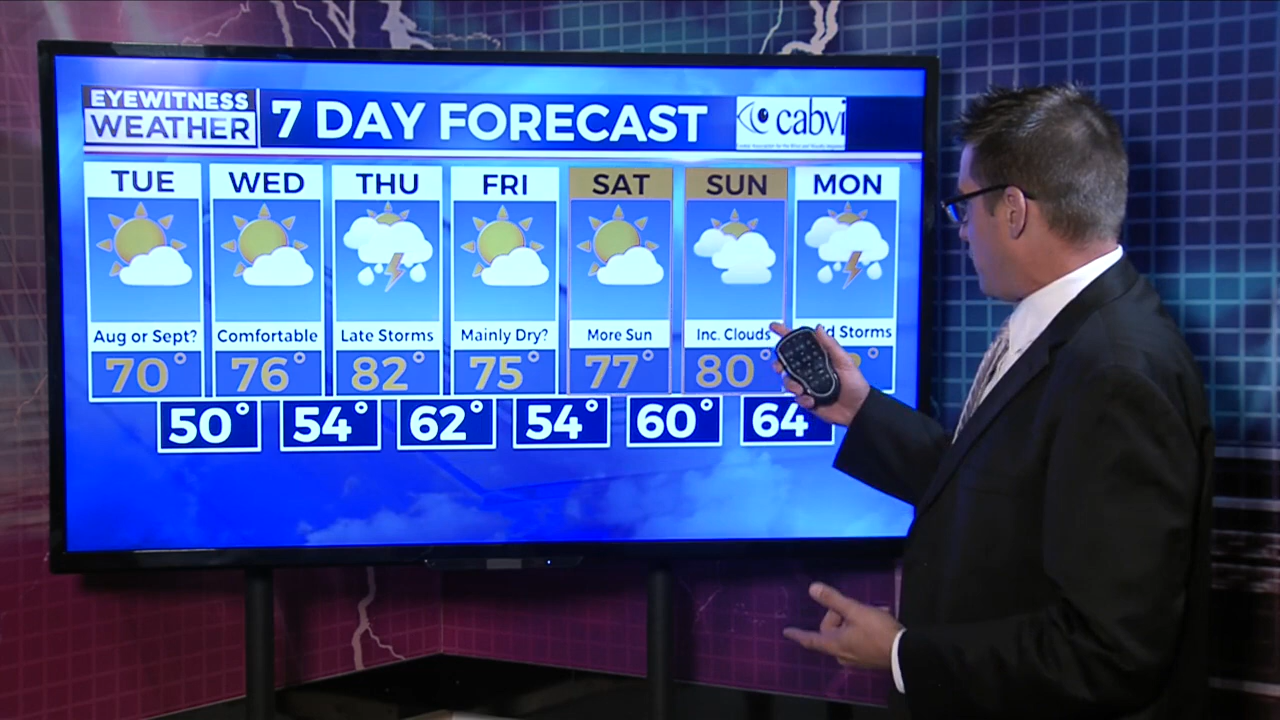 EYEWITNESS
WEATHER
7 DAY FORECAST
cabvi
TUE WED THU FRI SAT SUN MON
Aug or Sept? Comfortable Late Storms Mainly Dry? More Sun Inc. Clouds Storms
70° 76° 82° 75° 77° 80°
50° 54° 62° 54° 60° 64